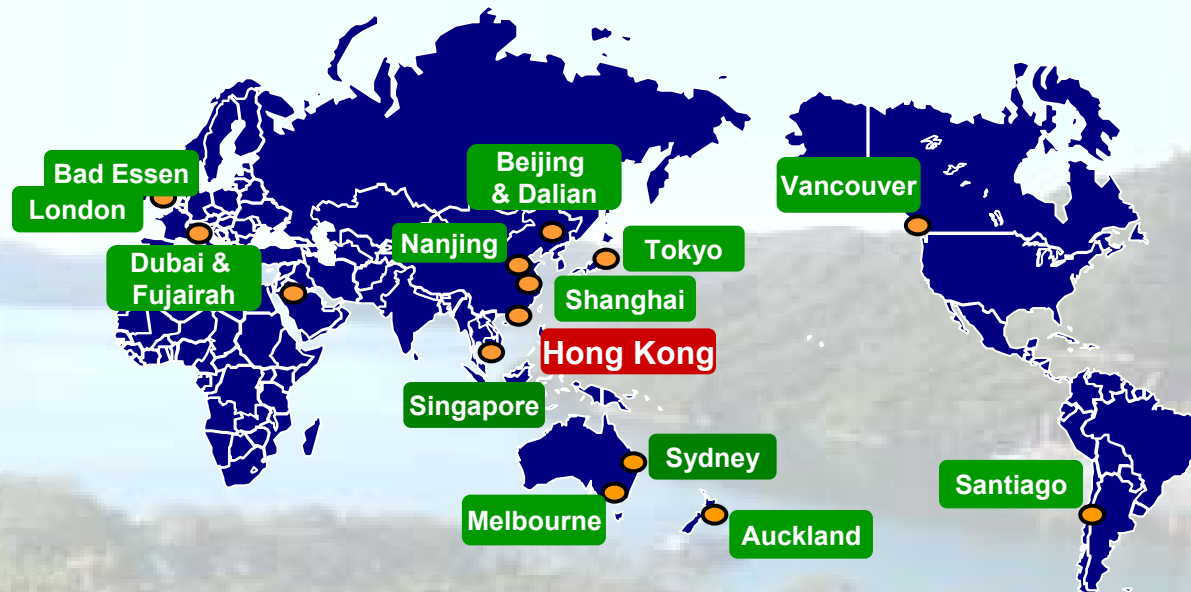 Bad Essen
London
Beijing
& Dalian
Vancouver
Nanjing
Tokyo
Dubai &
Fujairah
Shanghai
Hong Kong
Singapore
Sydney
Santiago
Melbourne
Auckland